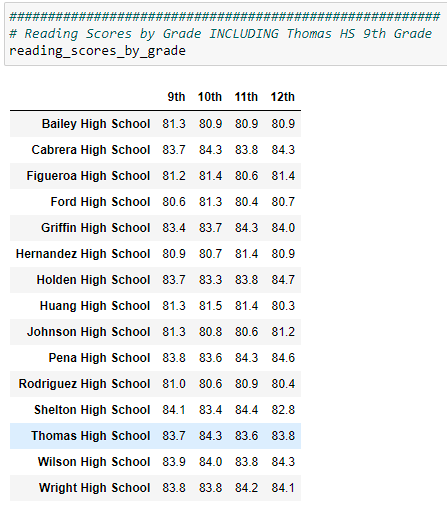 #######################################################
# Reading Scores by Grade INCLUDING Thomas HS 9th Grade
reading_scores_by_grade
9th 10th 11th 12th
Bailey High School 81.3 80.9 80.9 80.9
Cabrera High School 83.7 84.3 83.8 84.3
Figueroa High School 81.2 81.4 80.6 81.4
Ford High School 80.6 81.3 80.4 80.7
Griffin High School 83.4 83.7 84.3 84.0
Hernandez High School 80.9 80.7 81.4 80.9
Holden High School 83.7 83.3 83.8 84.7
Huang High School 81.3 81.5 81.4 80.3
Johnson High School 81.3 80.8 80.6 81.2
Pena High School 83.8 83.6 84.3 84.6
Rodriguez High School 81.0 80.6 80.9 80.4
Shelton High School 84.1 83.4 84.4 82.8
Thomas High School 83.7 84.3 83.6 83.8
Wilson High School 83.9 84.0 83.8 84.3
Wright High School 83.8 83.8 84.2 84.1